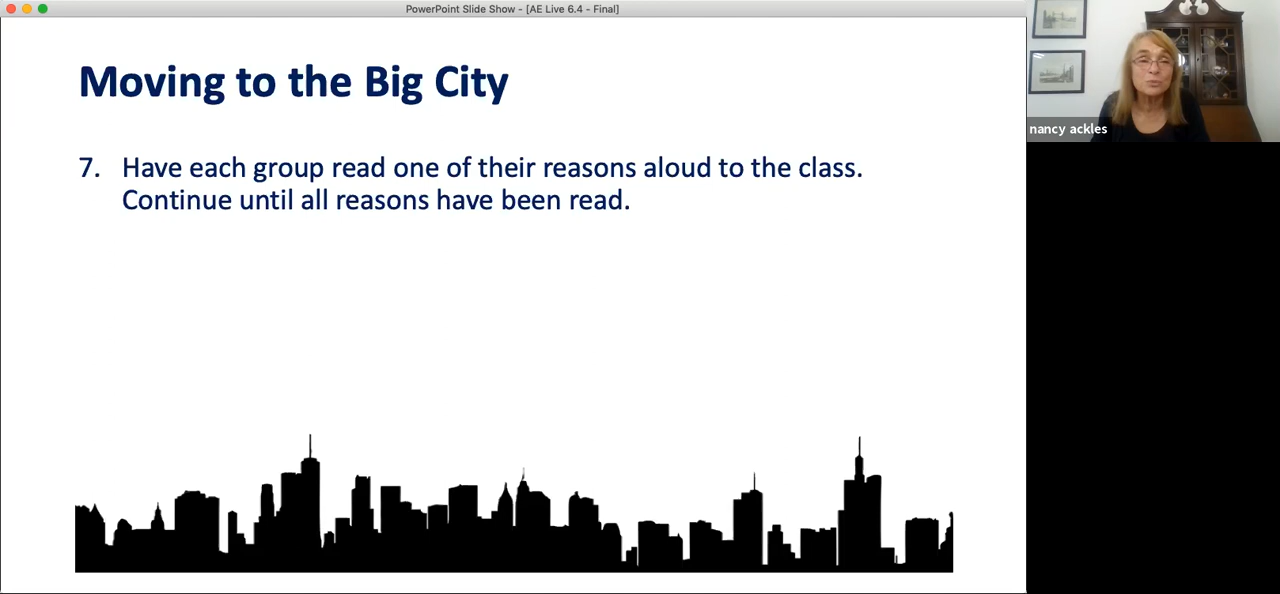 PowerPoint Slide Show - [AE Live 6.4 - Final]
Moving to the Big City
7. Have each group read one of their reasons aloud to the class.
Continue until all reasons have been read.
nancy ackles